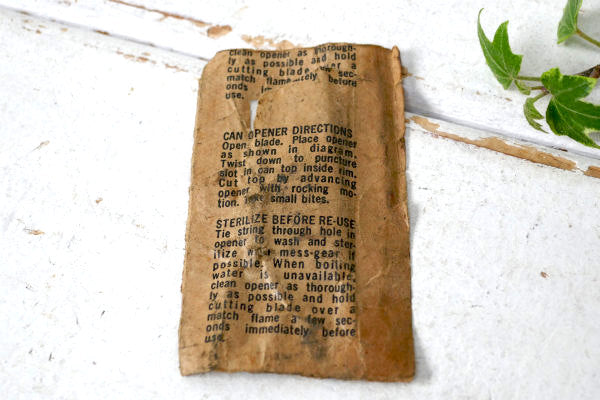 clean opener as thorough-
ly as possible and hold
cutting blade over a
match flame few sec-
onds immediately before
use.
CAN OPENER DIRECTIONS
Open blade. Place opener
as shown in diagram.
Twist down to puncture
slot in can top inside rim.
Cut top by advancing
opener with rocking mo-
tion. Take small bites.
STERILIZE BEFORE RE-USE
Tie string through hole in
opener to wash and ster-
ilize w mess-gear if
possible. When boiling
water is unavailable,
clean opener as thorough-
ly as possible and hold
cutting blade over a
match flame a few sec-
onds immediately before
use.